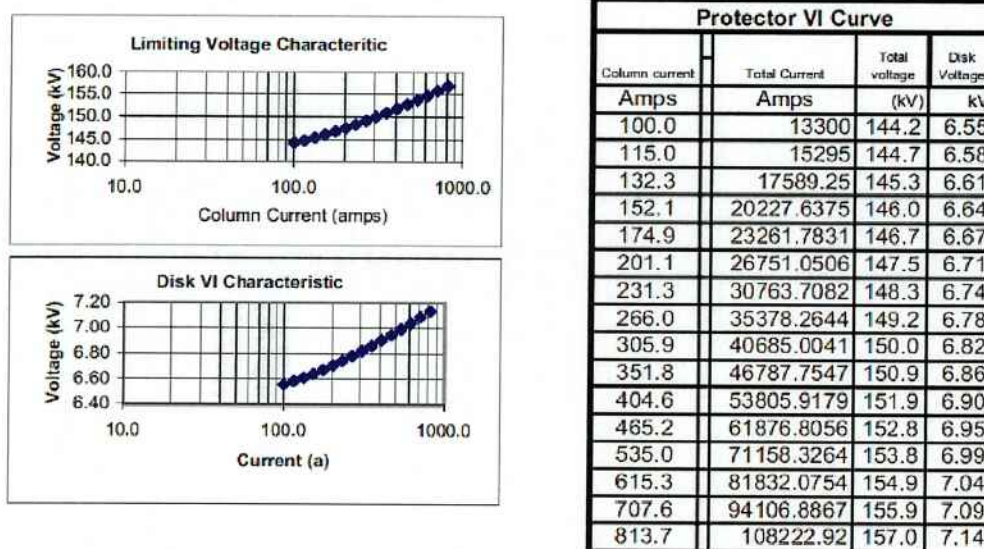 Limiting Voltage Characteritic
Voltage (kV)
160.0
155.0
150.0
145.0
140.0
10.0 100.0 1000.0
Column Current (amps)
Disk VI Characteristic
Voltage (kV)
7.20
7.00
6.80
6.60
6.40
10.0 100.0 1000.0
Current (a)
Protector VI Curve
Column current Total Current Total voltage Disk Voltage
Amps Amps (kV) kV
100.0 13300 144.2 6.55
115.0 15295 144.7 6.58
132.3 17589.25 145.3 6.61
152.1 20227.6375 146.0 6.64
174.9 23261.7831 146.7 6.67
201.1 26751.0506 147.5 6.71
231.3 30763.7082 148.3 6.74
266.0 35378.2644 149.2 6.78
305.9 40685.0041 150.0 6.82
351.8 46787.7547 150.9 6.86
404.6 53805.9179 151.9 6.90
465.2 61876.8056 152.8 6.95
535.0 71158.3264 153.8 6.99
615.3 81832.0754 154.9 7.04
707.6 94106.8867 155.9 7.09
813.7 108222.92 157.0 7.14